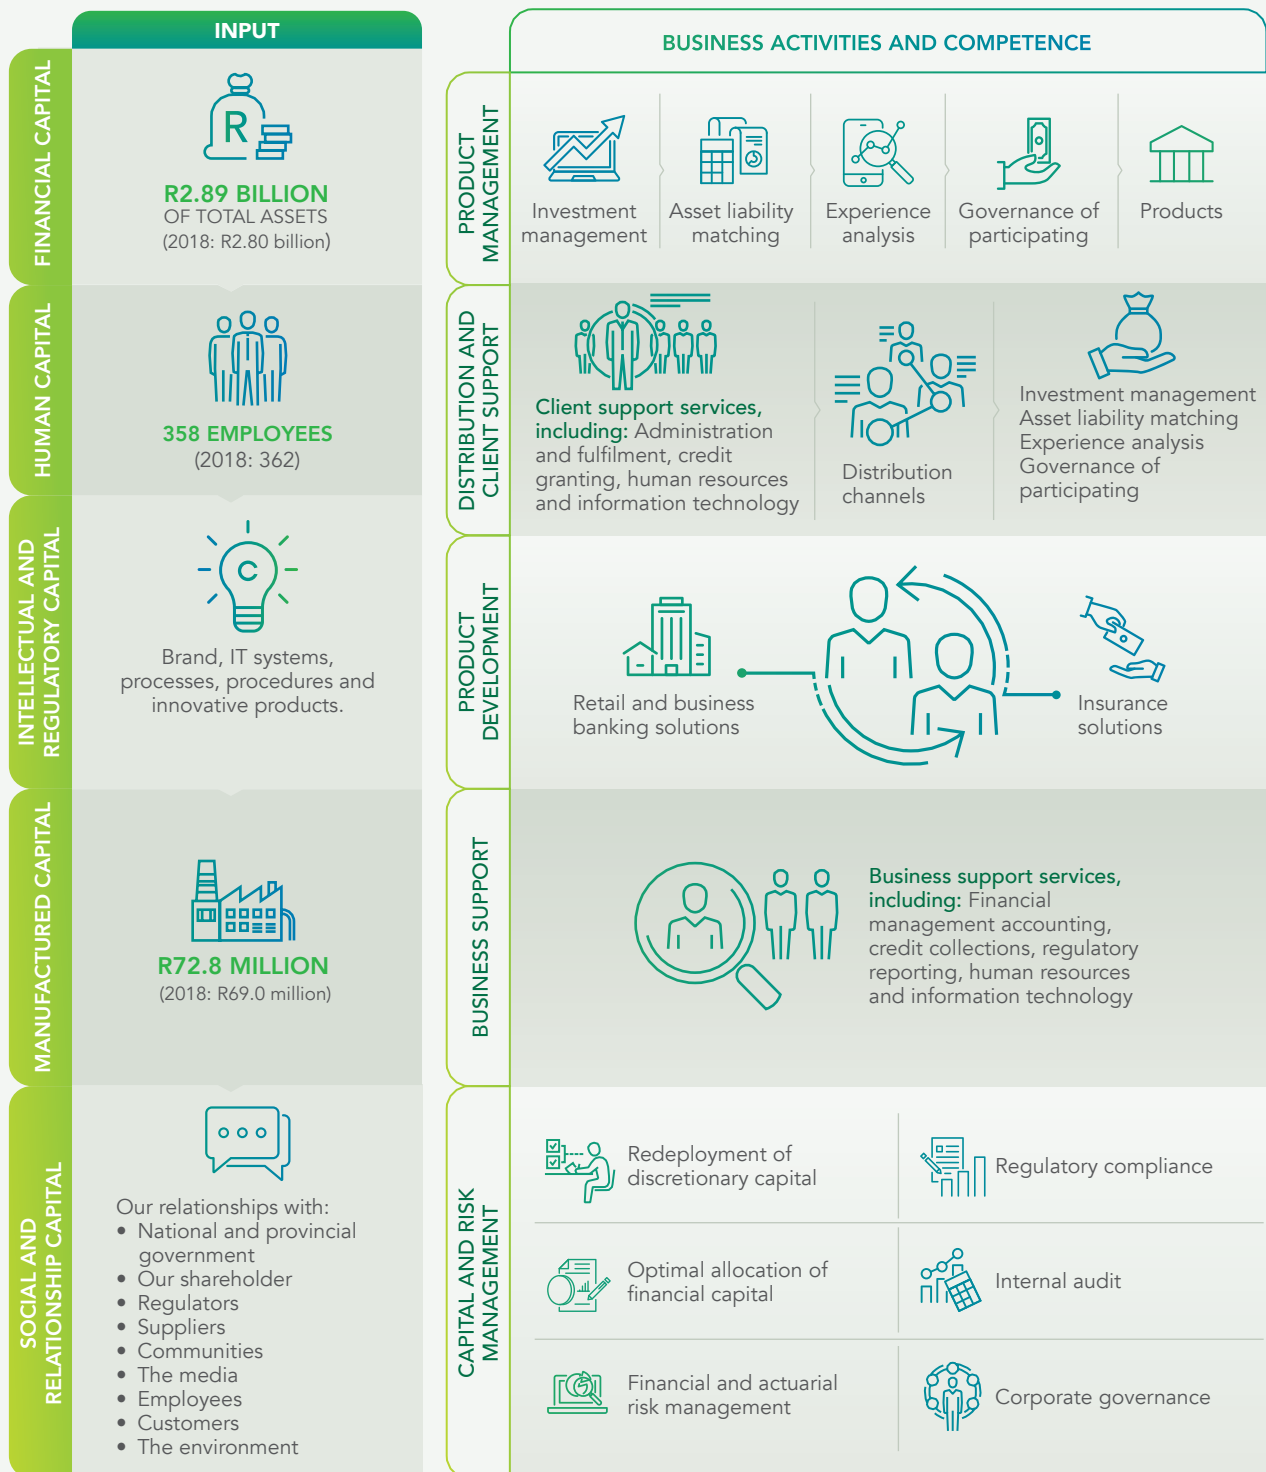 INPUT
FINANCIAL CAPITAL
R
R2.89 BILLION
OF TOTAL ASSETS
(2018: R2.80 billion)
HUMAN CAPITAL
358 EMPLOYEES
(2018: 362)
INTELLECTUAL AND
REGULATORY CAPITAL
C
Brand, IT systems,
processes, procedures and
innovative products.
MANUFACTURED CAPITAL
R72.8 MILLION
(2018: R69.0 million)
SOCIAL AND
RELATIONSHIP CAPITAL
Our relationships with:
• National and provincial
government
• Our shareholder
• Regulators
• Suppliers
• Communities
• The media
• Employees
• Customers
• The environment
BUSINESS ACTIVITIES AND COMPETENCE
PRODUCT
MANAGEMENT
Investment
management
Asset liability
matching
Experience
analysis
Governance of
participating
Products
DISTRIBUTION AND
CLIENT SUPPORT
Client support services,
including: Administration
and fulfilment, credit
granting, human resources
and information technology
Distribution
channels
Investment management
Asset liability matching
Experience analysis
Governance of
participating
PRODUCT
DEVELOPMENT
Retail and business
banking solutions
Insurance
solutions
BUSINESS SUPPORT
Business support services,
including: Financial
management accounting,
credit collections, regulatory
reporting, human resources
and information technology
CAPITAL AND RISK
MANAGEMENT
Redeployment of
discretionary capital
Regulatory compliance
Optimal allocation of
financial capital
Internal audit
Financial and actuarial
risk management
Corporate governance